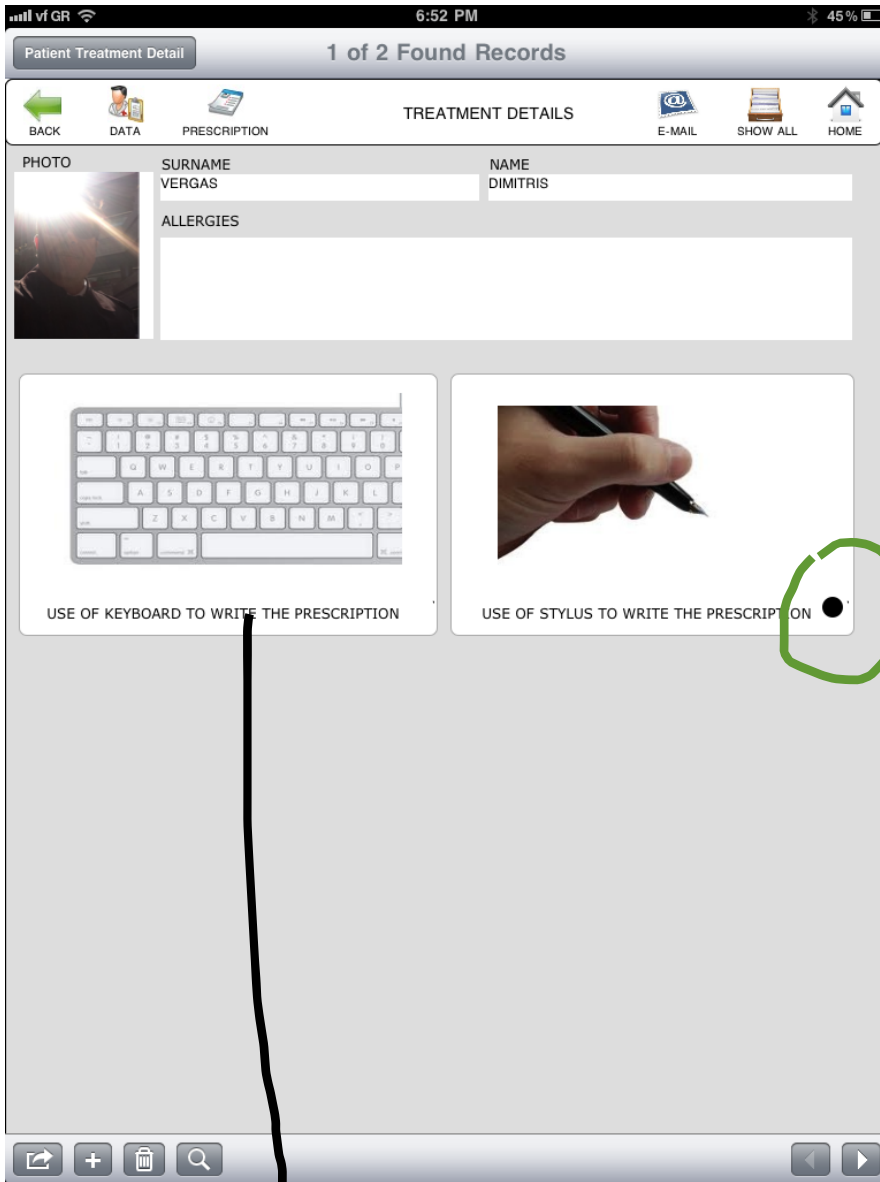 vf GR 6:52 PM 45%
Patient Treatment Detail 1 of 2 Found Records
BACK DATA PRESCRIPTION TREATMENT DETAILS E-MAIL SHOW ALL HOME
PHOTO SURNAME NAME
VERGAS DIMITRIS
ALLERGIES
Q W E R T Y U I O P
A S D F G H J K L
Z X C V B N M
USE OF KEYBOARD TO WRITE THE PRESCRIPTION
USE OF STYLUS TO WRITE THE PRESCRIPTION